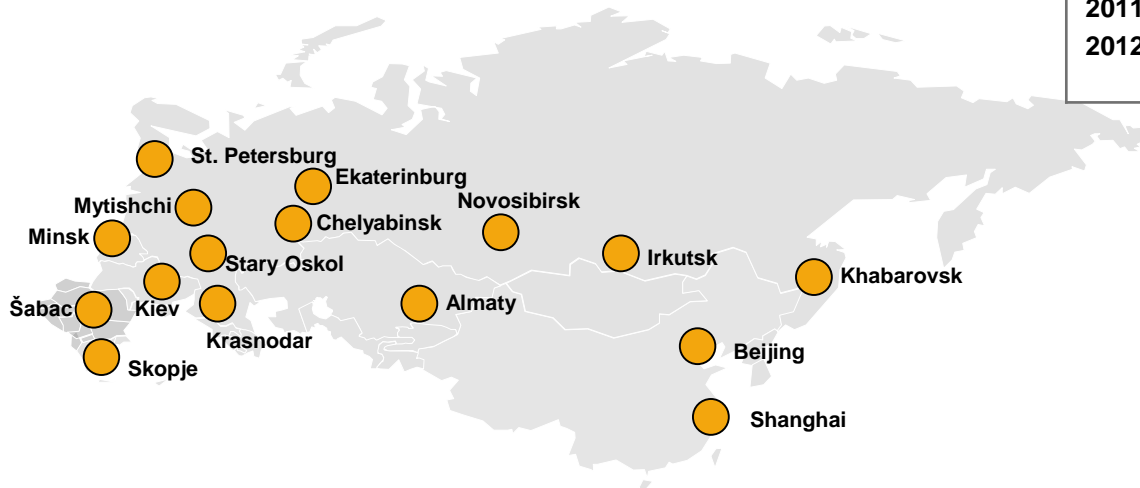 2011
2012
St. Petersburg
Ekaterinburg
Mytishchi
Novosibirsk
Chelyabinsk
Minsk
Stary Oskol
Irkutsk
Khabarovsk
Šabac
Kiev
Almaty
Krasnodar
Beijing
Skopje
Shanghai